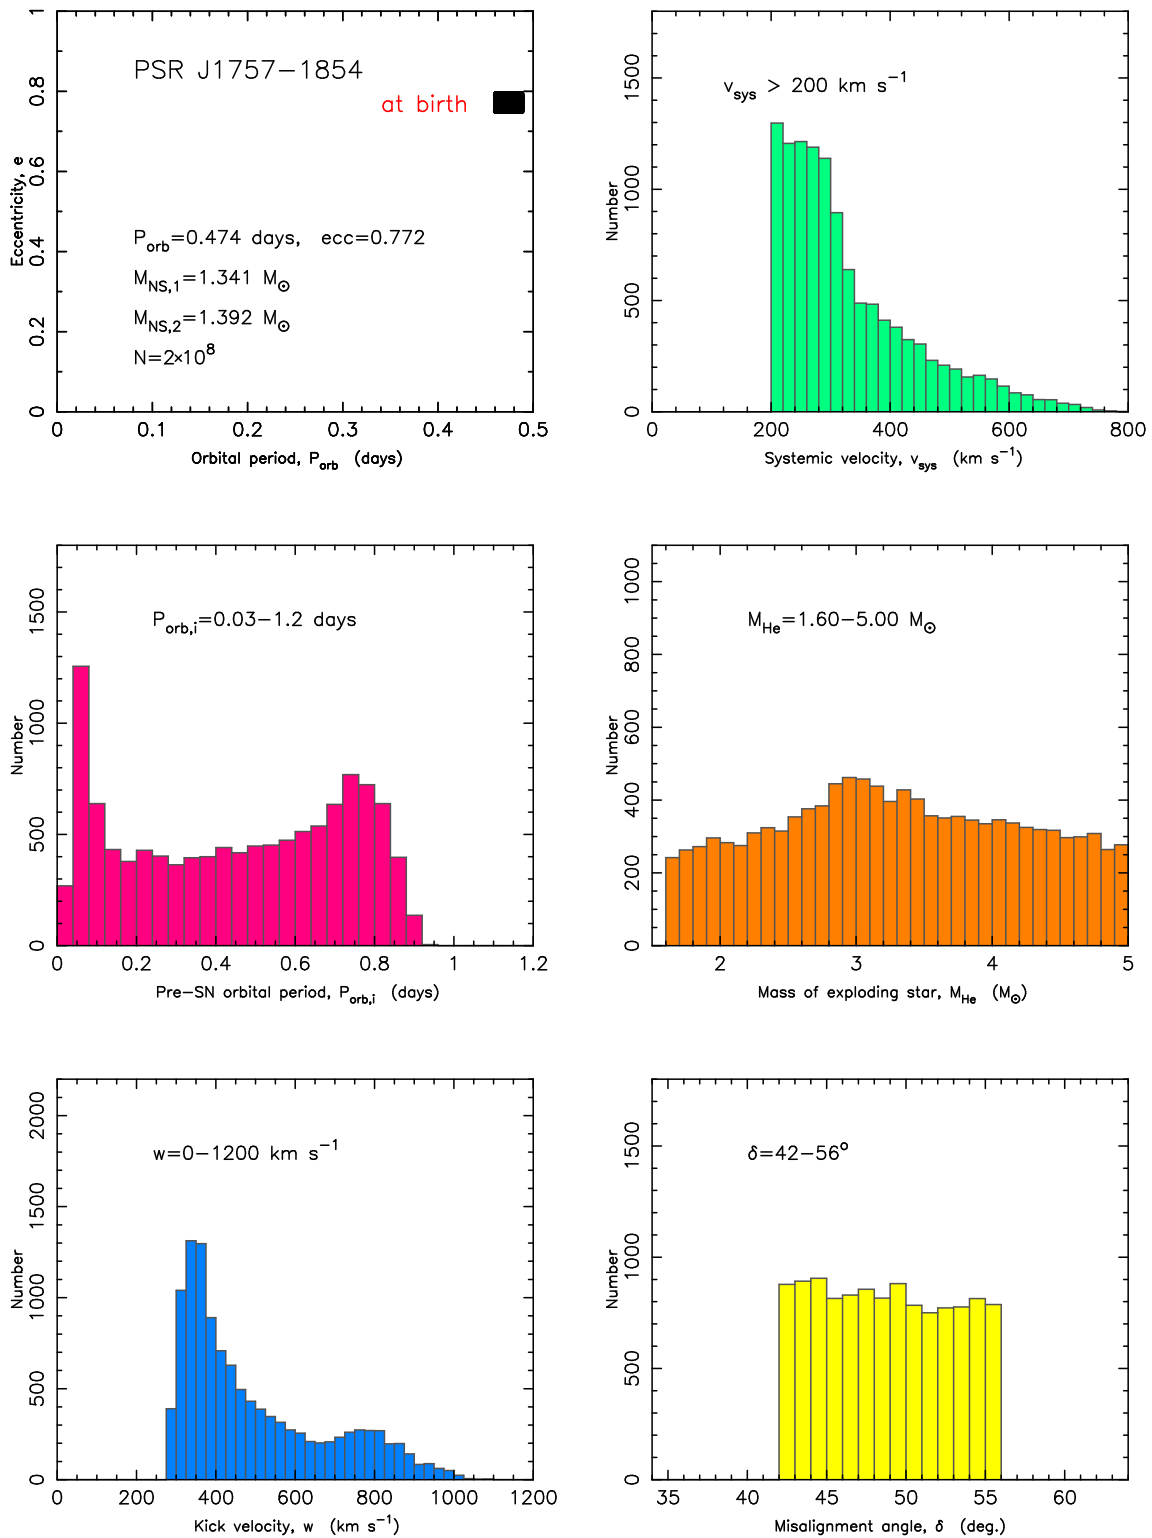 PSR J1757−1854
at birth
P_orb=0.474 days, ecc=0.772
M_NS,1=1.341 M_⊙
M_NS,2=1.392 M_⊙
N=2×10^8
Eccentricity, e
0 0.2 0.4 0.6 0.8 1
0 0.1 0.2 0.3 0.4 0.5
Orbital period, P_orb (days)
v_sys > 200 km s^−1
Number
0 500 1000 1500
0 200 400 600 800
Systemic velocity, v_sys (km s^−1)
P_orb,i=0.03−1.2 days
Number
0 500 1000 1500
0 0.2 0.4 0.6 0.8 1 1.2
Pre−SN orbital period, P_orb,i (days)
M_He=1.60−5.00 M_⊙
Number
0 200 400 600 800 1000
2 3 4 5
Mass of exploding star, M_He (M_⊙)
w=0−1200 km s^−1
Number
0 500 1000 1500 2000
0 200 400 600 800 1000 1200
Kick velocity, w (km s^−1)
δ=42−56°
Number
0 500 1000 1500
35 40 45 50 55 60
Misalignment angle, δ (deg.)